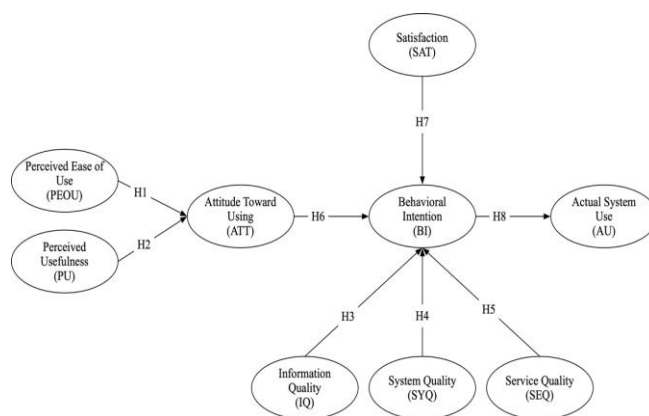 Satisfaction
(SAT)
H7
Perceived Ease of
Use
(PEOU)
H1
Perceived
Usefulness
(PU)
H2
Attitude Toward
Using
(ATT)
H6
Behavioral
Intention
(BI)
H8
Actual System
Use
(AU)
H3
H4
H5
Information
Quality
(IQ)
System Quality
(SYQ)
Service Quality
(SEQ)